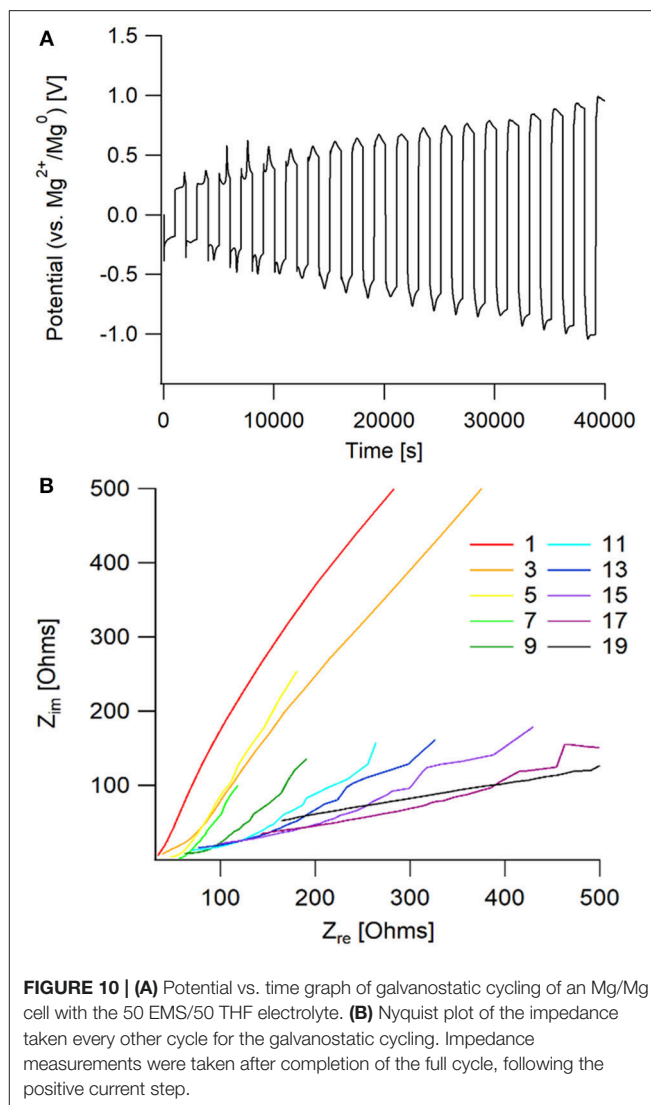 A
1.5
1.0
0.5
0.0
-0.5
-1.0
Potential (vs. Mg²⁺/Mg⁰) [V]
0
10000
20000
30000
40000
Time [s]
B
500
400
300
200
100
Z_im [Ohms]
1
3
5
7
9
11
13
15
17
19
100
200
300
400
500
Z_re [Ohms]
FIGURE 10 | (A) Potential vs. time graph of galvanostatic cycling of an Mg/Mg
cell with the 50 EMS/50 THF electrolyte. (B) Nyquist plot of the impedance
taken every other cycle for the galvanostatic cycling. Impedance
measurements were taken after completion of the full cycle, following the
positive current step.